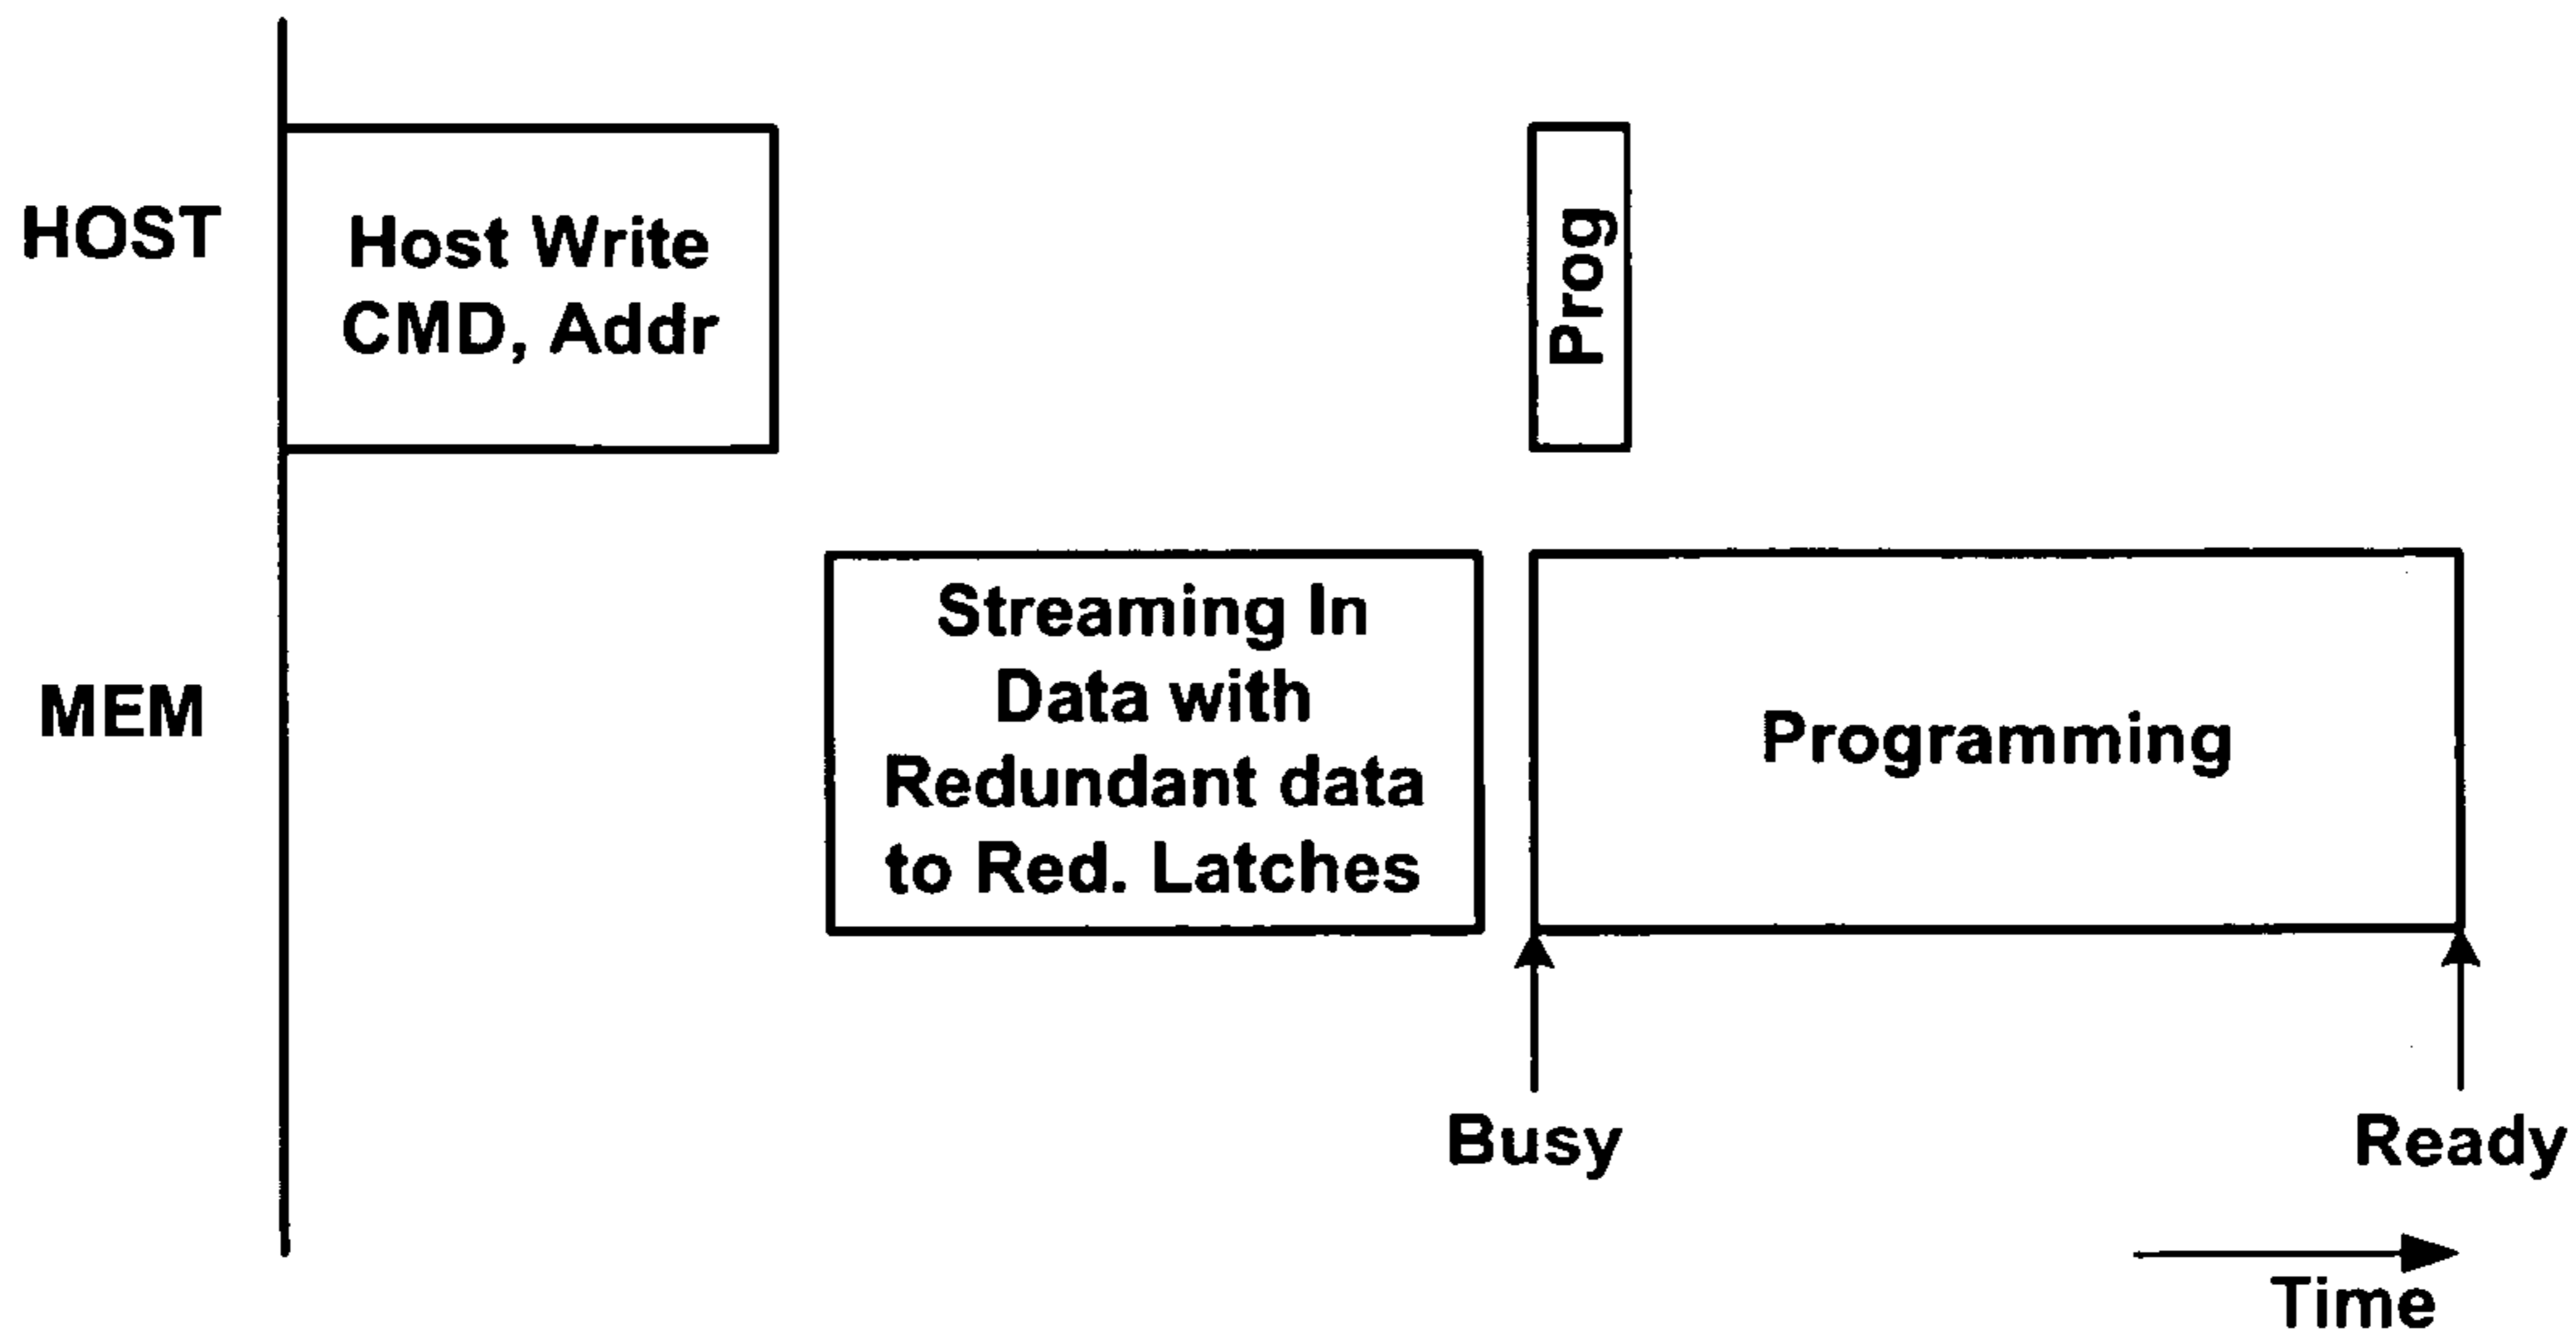 HOST
Host Write
CMD, Addr
Prog
MEM
Streaming In
Data with
Redundant data
to Red. Latches
Programming
Busy
Ready
Time